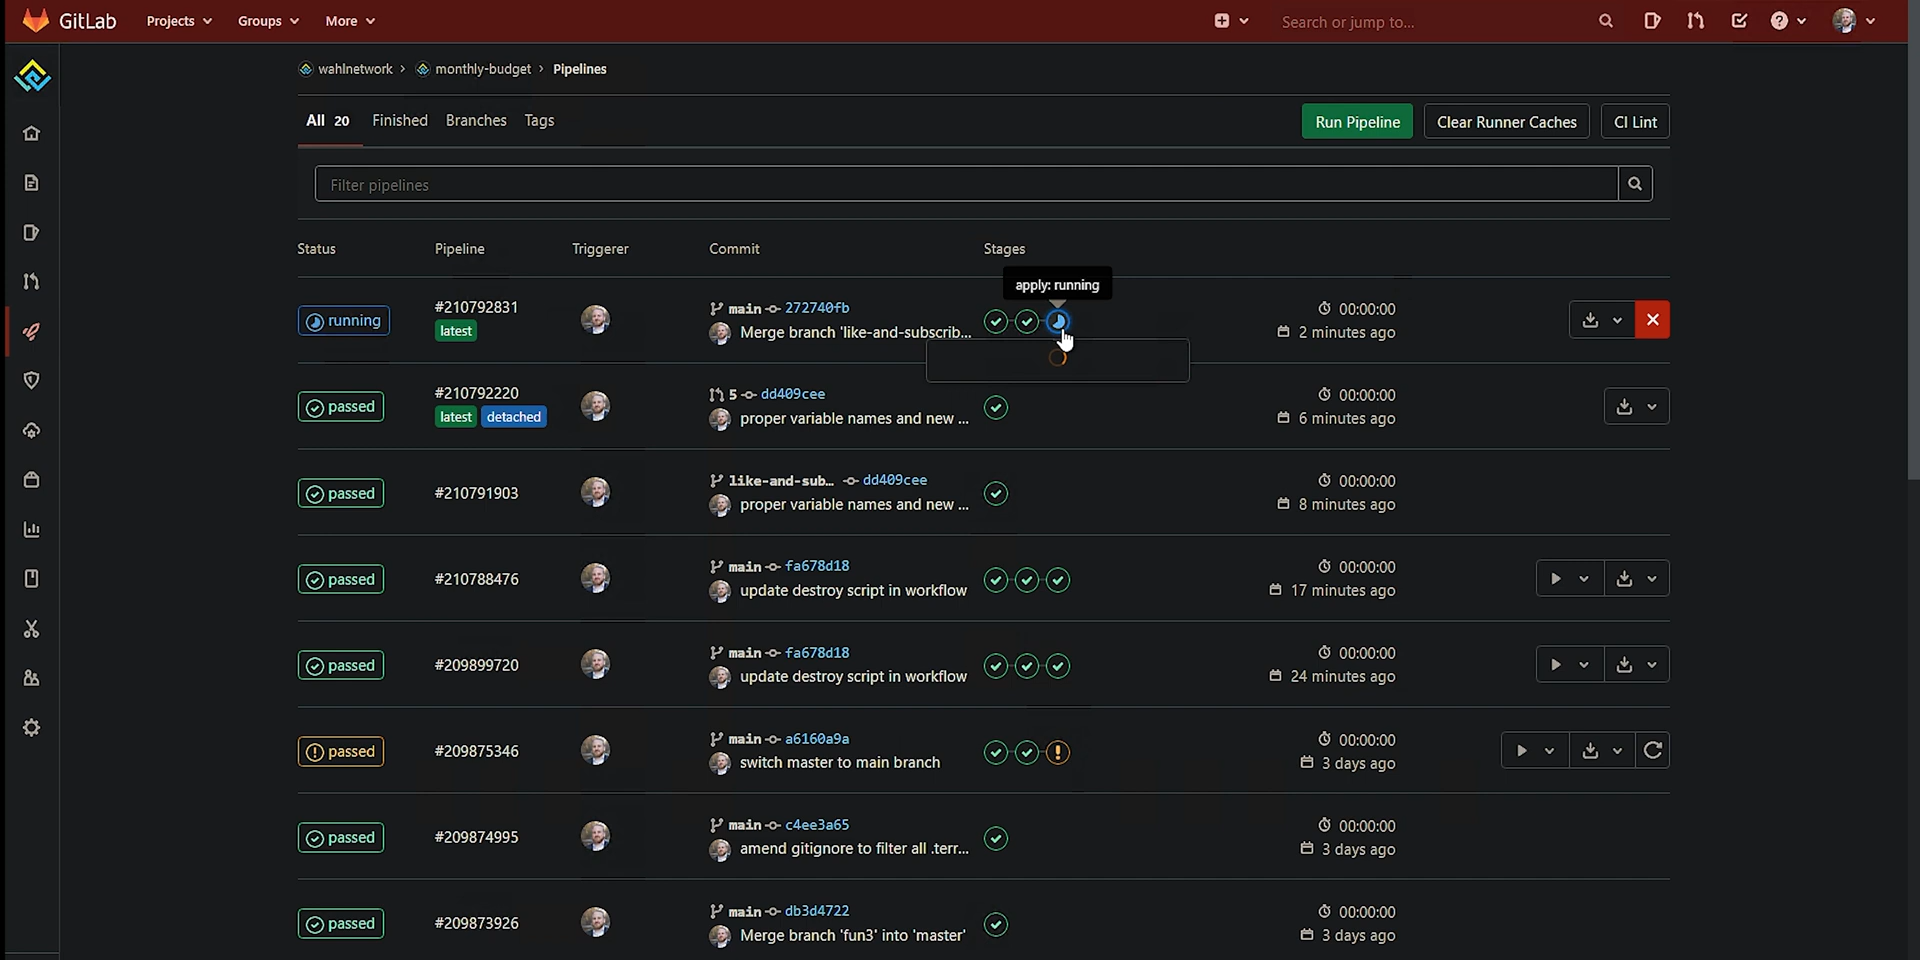 GitLab Projects Groups More Search or jump to...
wahlnetwork › monthly-budget › Pipelines
All 20 Finished Branches Tags Run Pipeline Clear Runner Caches CI Lint
Filter pipelines
Status Pipeline Triggerer Commit Stages
apply: running
running #210792831 latest
main 272740fb
Merge branch 'like-and-subscrib...
00:00:00
2 minutes ago
passed #210792220 latest detached
5 dd409cee
proper variable names and new ...
00:00:00
6 minutes ago
passed #210791903
like-and-sub... dd409cee
proper variable names and new ...
00:00:00
8 minutes ago
passed #210788476
main fa678d18
update destroy script in workflow
00:00:00
17 minutes ago
passed #209899720
main fa678d18
update destroy script in workflow
00:00:00
24 minutes ago
passed #209875346
main a6160a9a
switch master to main branch
00:00:00
3 days ago
passed #209874995
main c4ee3a65
amend gitignore to filter all .terr...
00:00:00
3 days ago
passed #209873926
main db3d4722
Merge branch 'fun3' into 'master'
00:00:00
3 days ago